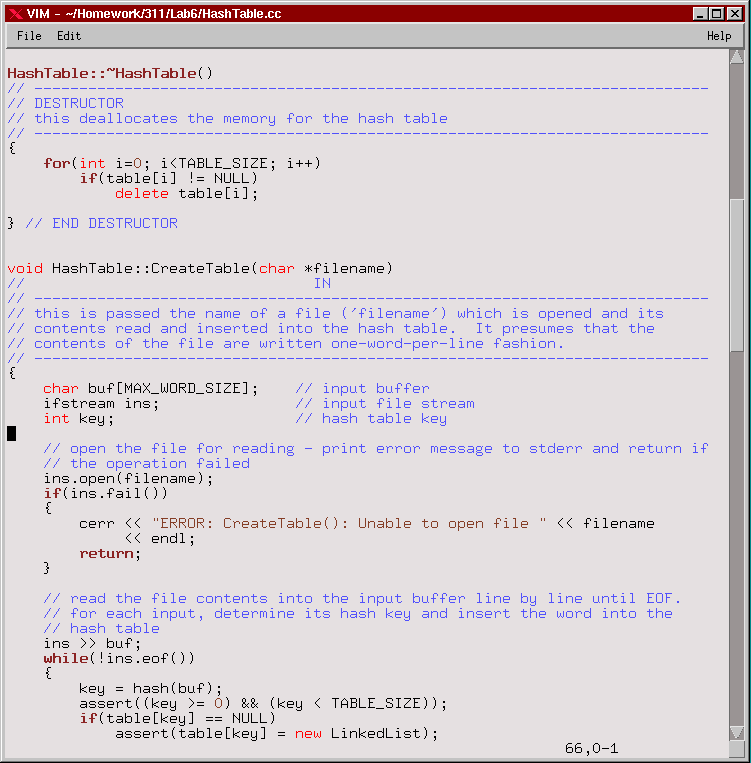 VIM - ~/Homework/311/Lab6/HashTable.cc
File Edit Help
HashTable::~HashTable()
// ---------------------------------------------------------------------------
// DESTRUCTOR
// this deallocates the memory for the hash table
// ---------------------------------------------------------------------------
{
    for(int i=0; i<TABLE_SIZE; i++)
        if(table[i] != NULL)
            delete table[i];
} // END DESTRUCTOR
void HashTable::CreateTable(char *filename)
//                                IN
// ---------------------------------------------------------------------------
// this is passed the name of a file ('filename') which is opened and its
// contents read and inserted into the hash table.  It presumes that the
// contents of the file are written one-word-per-line fashion.
// ---------------------------------------------------------------------------
{
    char buf[MAX_WORD_SIZE];    // input buffer
    ifstream ins;               // input file stream
    int key;                    // hash table key
    // open the file for reading - print error message to stderr and return if
    // the operation failed
    ins.open(filename);
    if(ins.fail())
    {
        cerr << "ERROR: CreateTable(): Unable to open file " << filename
             << endl;
        return;
    }
    // read the file contents into the input buffer line by line until EOF.
    // for each input, determine its hash key and insert the word into the
    // hash table
    ins >> buf;
    while(!ins.eof())
    {
        key = hash(buf);
        assert((key >= 0) && (key < TABLE_SIZE));
        if(table[key] == NULL)
            assert(table[key] = new LinkedList);
66,0-1